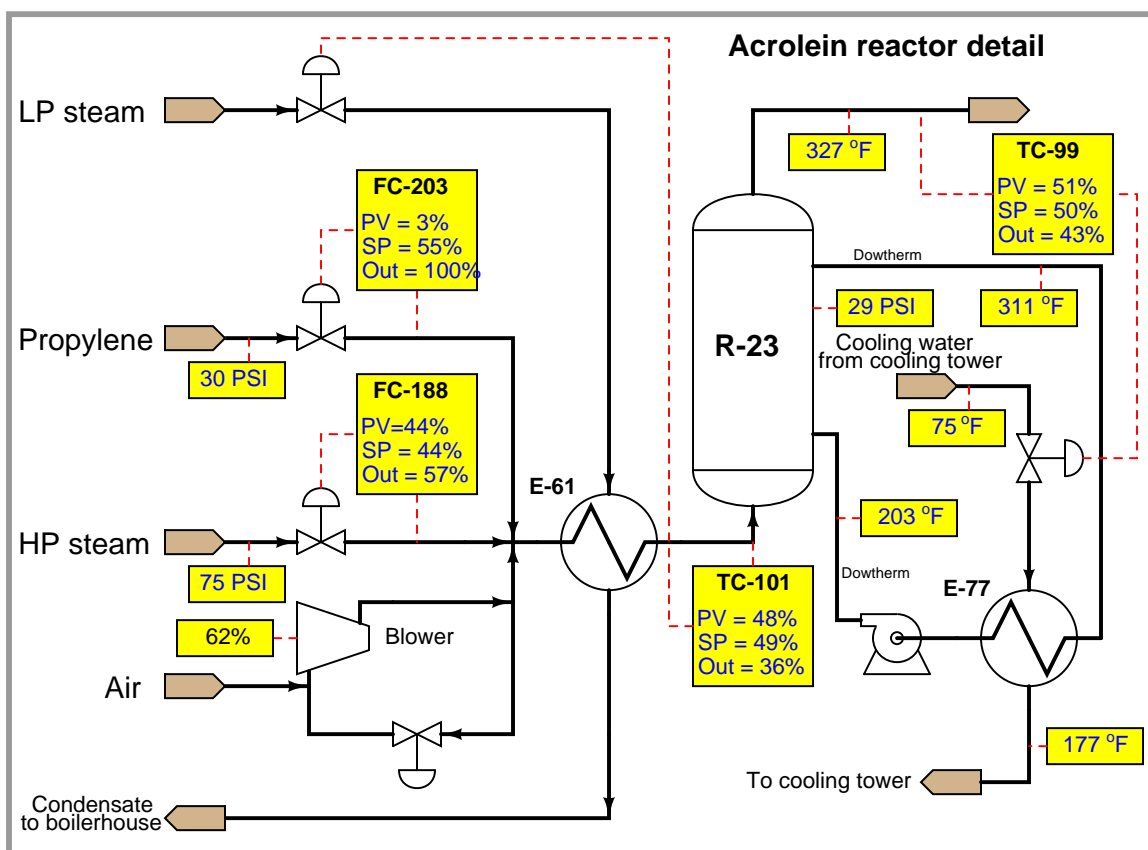 Acrolein reactor detail
LP steam
327 °F
TC-99
PV = 51%
SP = 50%
Out = 43%
FC-203
PV = 3%
SP = 55%
Out = 100%
Dowtherm
29 PSI
311 °F
Propylene
30 PSI
R-23
Cooling water
from cooling tower
75 °F
FC-188
PV=44%
SP = 44%
Out = 57%
E-61
HP steam
75 PSI
203 °F
Dowtherm
TC-101
PV = 48%
SP = 49%
Out = 36%
E-77
62%
Blower
Air
177 °F
To cooling tower
Condensate
to boilerhouse